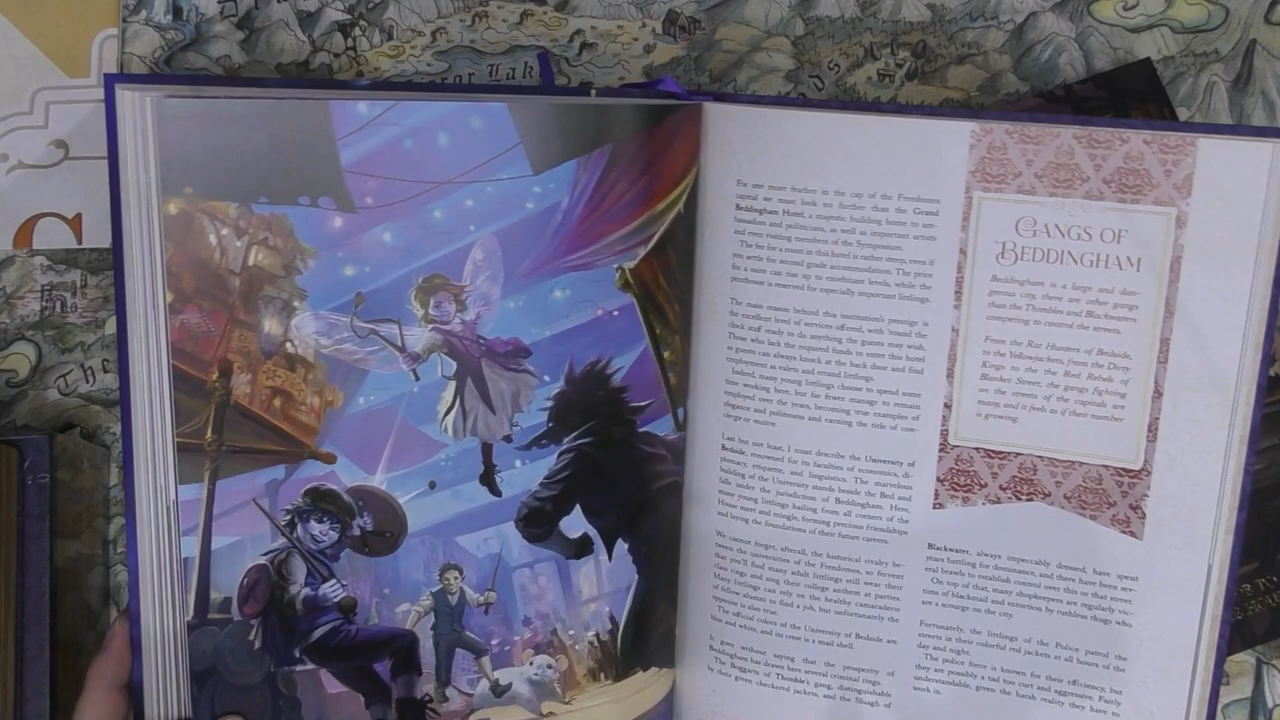 ror Lake
The
For one more feather in the cap of the Freedomes
capital we must look no further than the Grand
Beddingham Hotel, a majestic building home to am-
bassadors and politicians, as well as important artists
and even visiting members of the Symposium.
The fee for a room in this hotel is rather steep, even if
you settle for second grade accommodation. The price
for a suite can rise up to exorbitant levels, while the
penthouse is reserved for especially important littlings.
The main reason behind this institution's prestige is
the excellent level of services offered, with 'round the
clock staff ready to do anything the guests may wish.
Those who lack the required funds to enter this hotel
as guests can always knock at the back door and find
employment as valets and errand littlings.
Indeed, many young littlings choose to spend some
time working here, but far fewer manage to remain
employed over the years, becoming true examples of
elegance and politeness and earning the title of con-
cierge or maitre.
Last but not least, I must describe the University of
Bedside, renowned for its faculties of economics, di-
plomacy, etiquette, and linguistics. The marvelous
building of the University stands beside the Bed and
falls under the jurisdiction of Beddingham. Here,
many young littlings hailing from all corners of the
House meet and mingle, forming precious friendships
and laying the foundations of their future careers.
We cannot forget, afterall, the historical rivalry be-
tween the universities of the Freedomes, so fervent
that you'll find many adult littlings still wear their
class rings and sing their college anthem at parties.
Many littlings can rely on the healthy camaraderie
of fellow alumni to find a job, but unfortunately the
opposite is also true.
The official colors of the University of Bedside are
blue and white, and its crest is a snail shell.
It goes without saying that the prosperity of
Beddingham has drawn here several criminal rings.
The Boggarts of Thimble's gang, distinguishable
by their green checkered jackets, and the Sluagh of
Gangs of
Beddingham
Beddingham is a large and dan-
gerous city, there are other gangs
than the Thimbles and Blackwaters
competing to control the streets.
From the Rat Hunters of Bedside,
to the Yellowjackets, from the Dirty
Kings to the Red Rebels of
Blanket Street, the gangs fighting
on the streets of the capitals are
many, and it feels as if their number
is growing.
Blackwater, always impeccably dressed, have spent
years battling for dominance, and there have been sev-
eral brawls to establish control over this or that street.
On top of that, many shopkeepers are regularly vic-
tims of blackmail and extortion by ruthless thugs who
are a scourge on the city.
Fortunately, the littlings of the Police patrol the
streets in their colorful red jackets at all hours of the
day and night.
The police force is known for their efficiency, but
they are possibly a tad too curt and aggressive. Fairly
understandable, given the harsh reality they have to
work in.